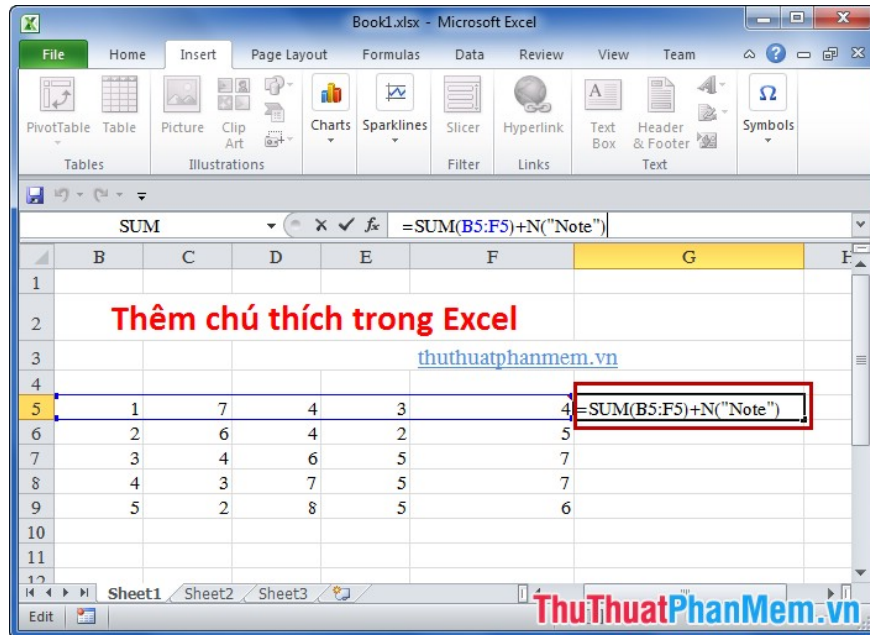 Book1.xlsx - Microsoft Excel
File Home Insert Page Layout Formulas Data Review View Team
PivotTable Table Picture Clip Art Charts Sparklines Slicer Hyperlink Text Box Header & Footer Symbols
Tables Illustrations Filter Links Text
SUM fx =SUM(B5:F5)+N("Note")
B C D E F G H
1
2 Thêm chú thích trong Excel
3 thuthuatphanmem.vn
4
5 1 7 4 3 4 =SUM(B5:F5)+N("Note")
6 2 6 4 2 5
7 3 4 6 5 7
8 4 3 7 5 7
9 5 2 8 5 6
10
11
12
Sheet1 Sheet2 Sheet3
ThuThuatPhanMem.vn
Edit